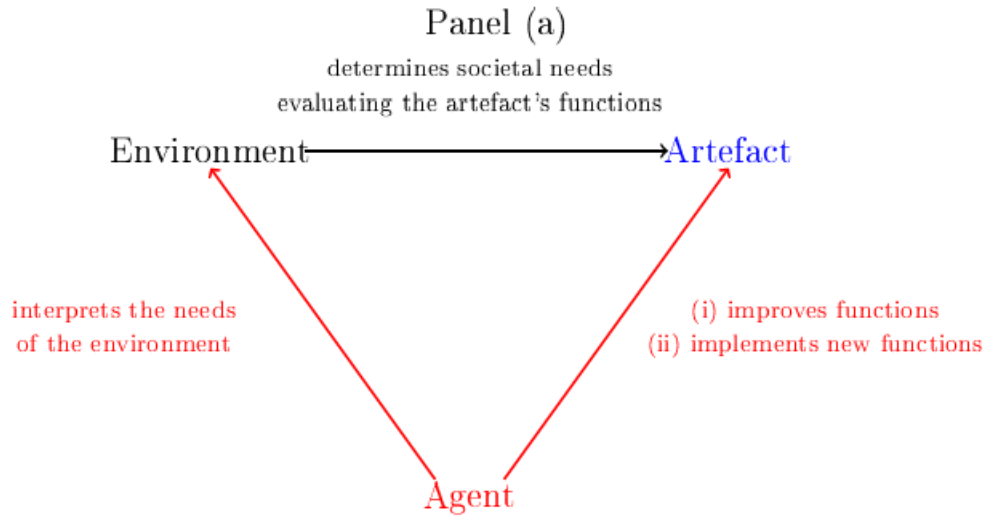 Panel (a)
determines societal needs
evaluating the artefact's functions
Environment
Artefact
interprets the needs
of the environment
(i) improves functions
(ii) implements new functions
Agent